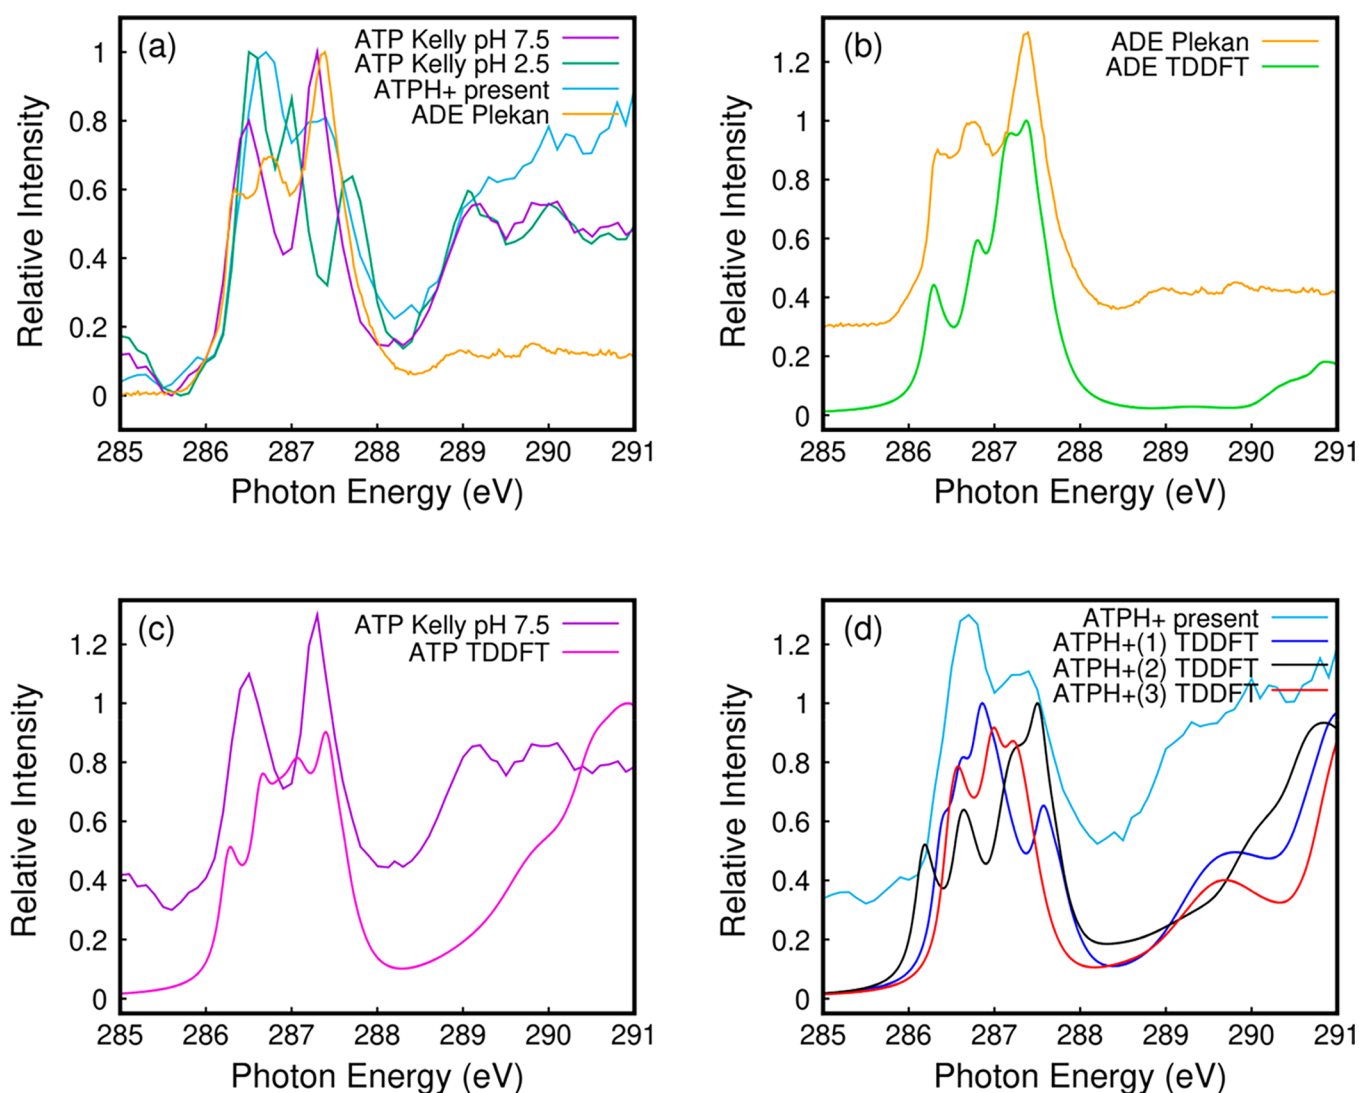 (a)
ATP Kelly pH 7.5
ATP Kelly pH 2.5
ATPH+ present
ADE Plekan
1
0.8
0.6
0.4
0.2
0
Relative Intensity
285 286 287 288 289 290 291
Photon Energy (eV)
(b)
ADE Plekan
ADE TDDFT
1.2
1
0.8
0.6
0.4
0.2
0
Relative Intensity
285 286 287 288 289 290 291
Photon Energy (eV)
(c)
ATP Kelly pH 7.5
ATP TDDFT
1.2
1
0.8
0.6
0.4
0.2
0
Relative Intensity
285 286 287 288 289 290 291
Photon Energy (eV)
(d)
ATPH+ present
ATPH+(1) TDDFT
ATPH+(2) TDDFT
ATPH+(3) TDDFT
1.2
1
0.8
0.6
0.4
0.2
0
Relative Intensity
285 286 287 288 289 290 291
Photon Energy (eV)